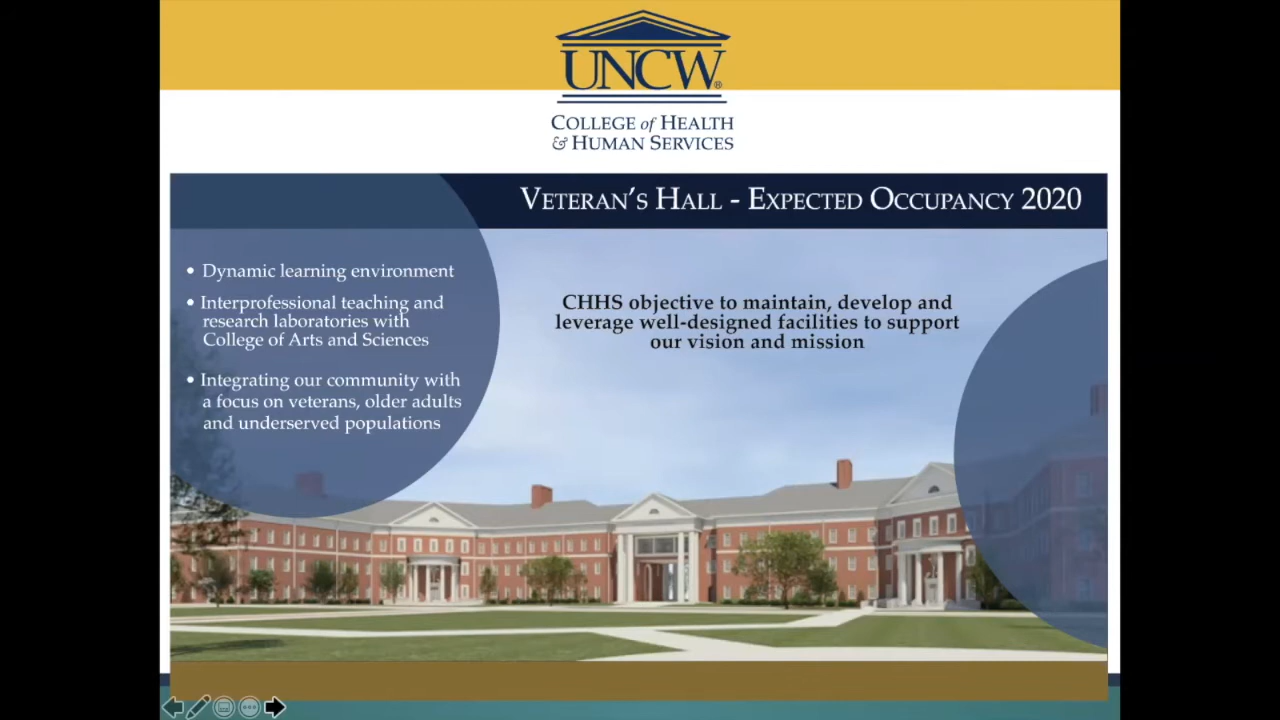 UNCW®
COLLEGE of HEALTH
& HUMAN SERVICES
VETERAN'S HALL - EXPECTED OCCUPANCY 2020
• Dynamic learning environment
• Interprofessional teaching and
research laboratories with
College of Arts and Sciences
• Integrating our community with
a focus on veterans, older adults
and underserved populations
CHHS objective to maintain, develop and
leverage well-designed facilities to support
our vision and mission